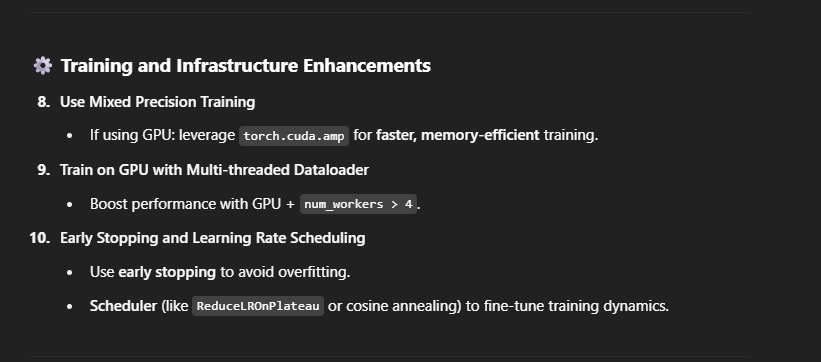 ⚙️ Training and Infrastructure Enhancements
8. Use Mixed Precision Training
• If using GPU: leverage torch.cuda.amp for faster, memory-efficient training.
9. Train on GPU with Multi-threaded Dataloader
• Boost performance with GPU + num_workers > 4.
10. Early Stopping and Learning Rate Scheduling
• Use early stopping to avoid overfitting.
• Scheduler (like ReduceLROnPlateau or cosine annealing) to fine-tune training dynamics.